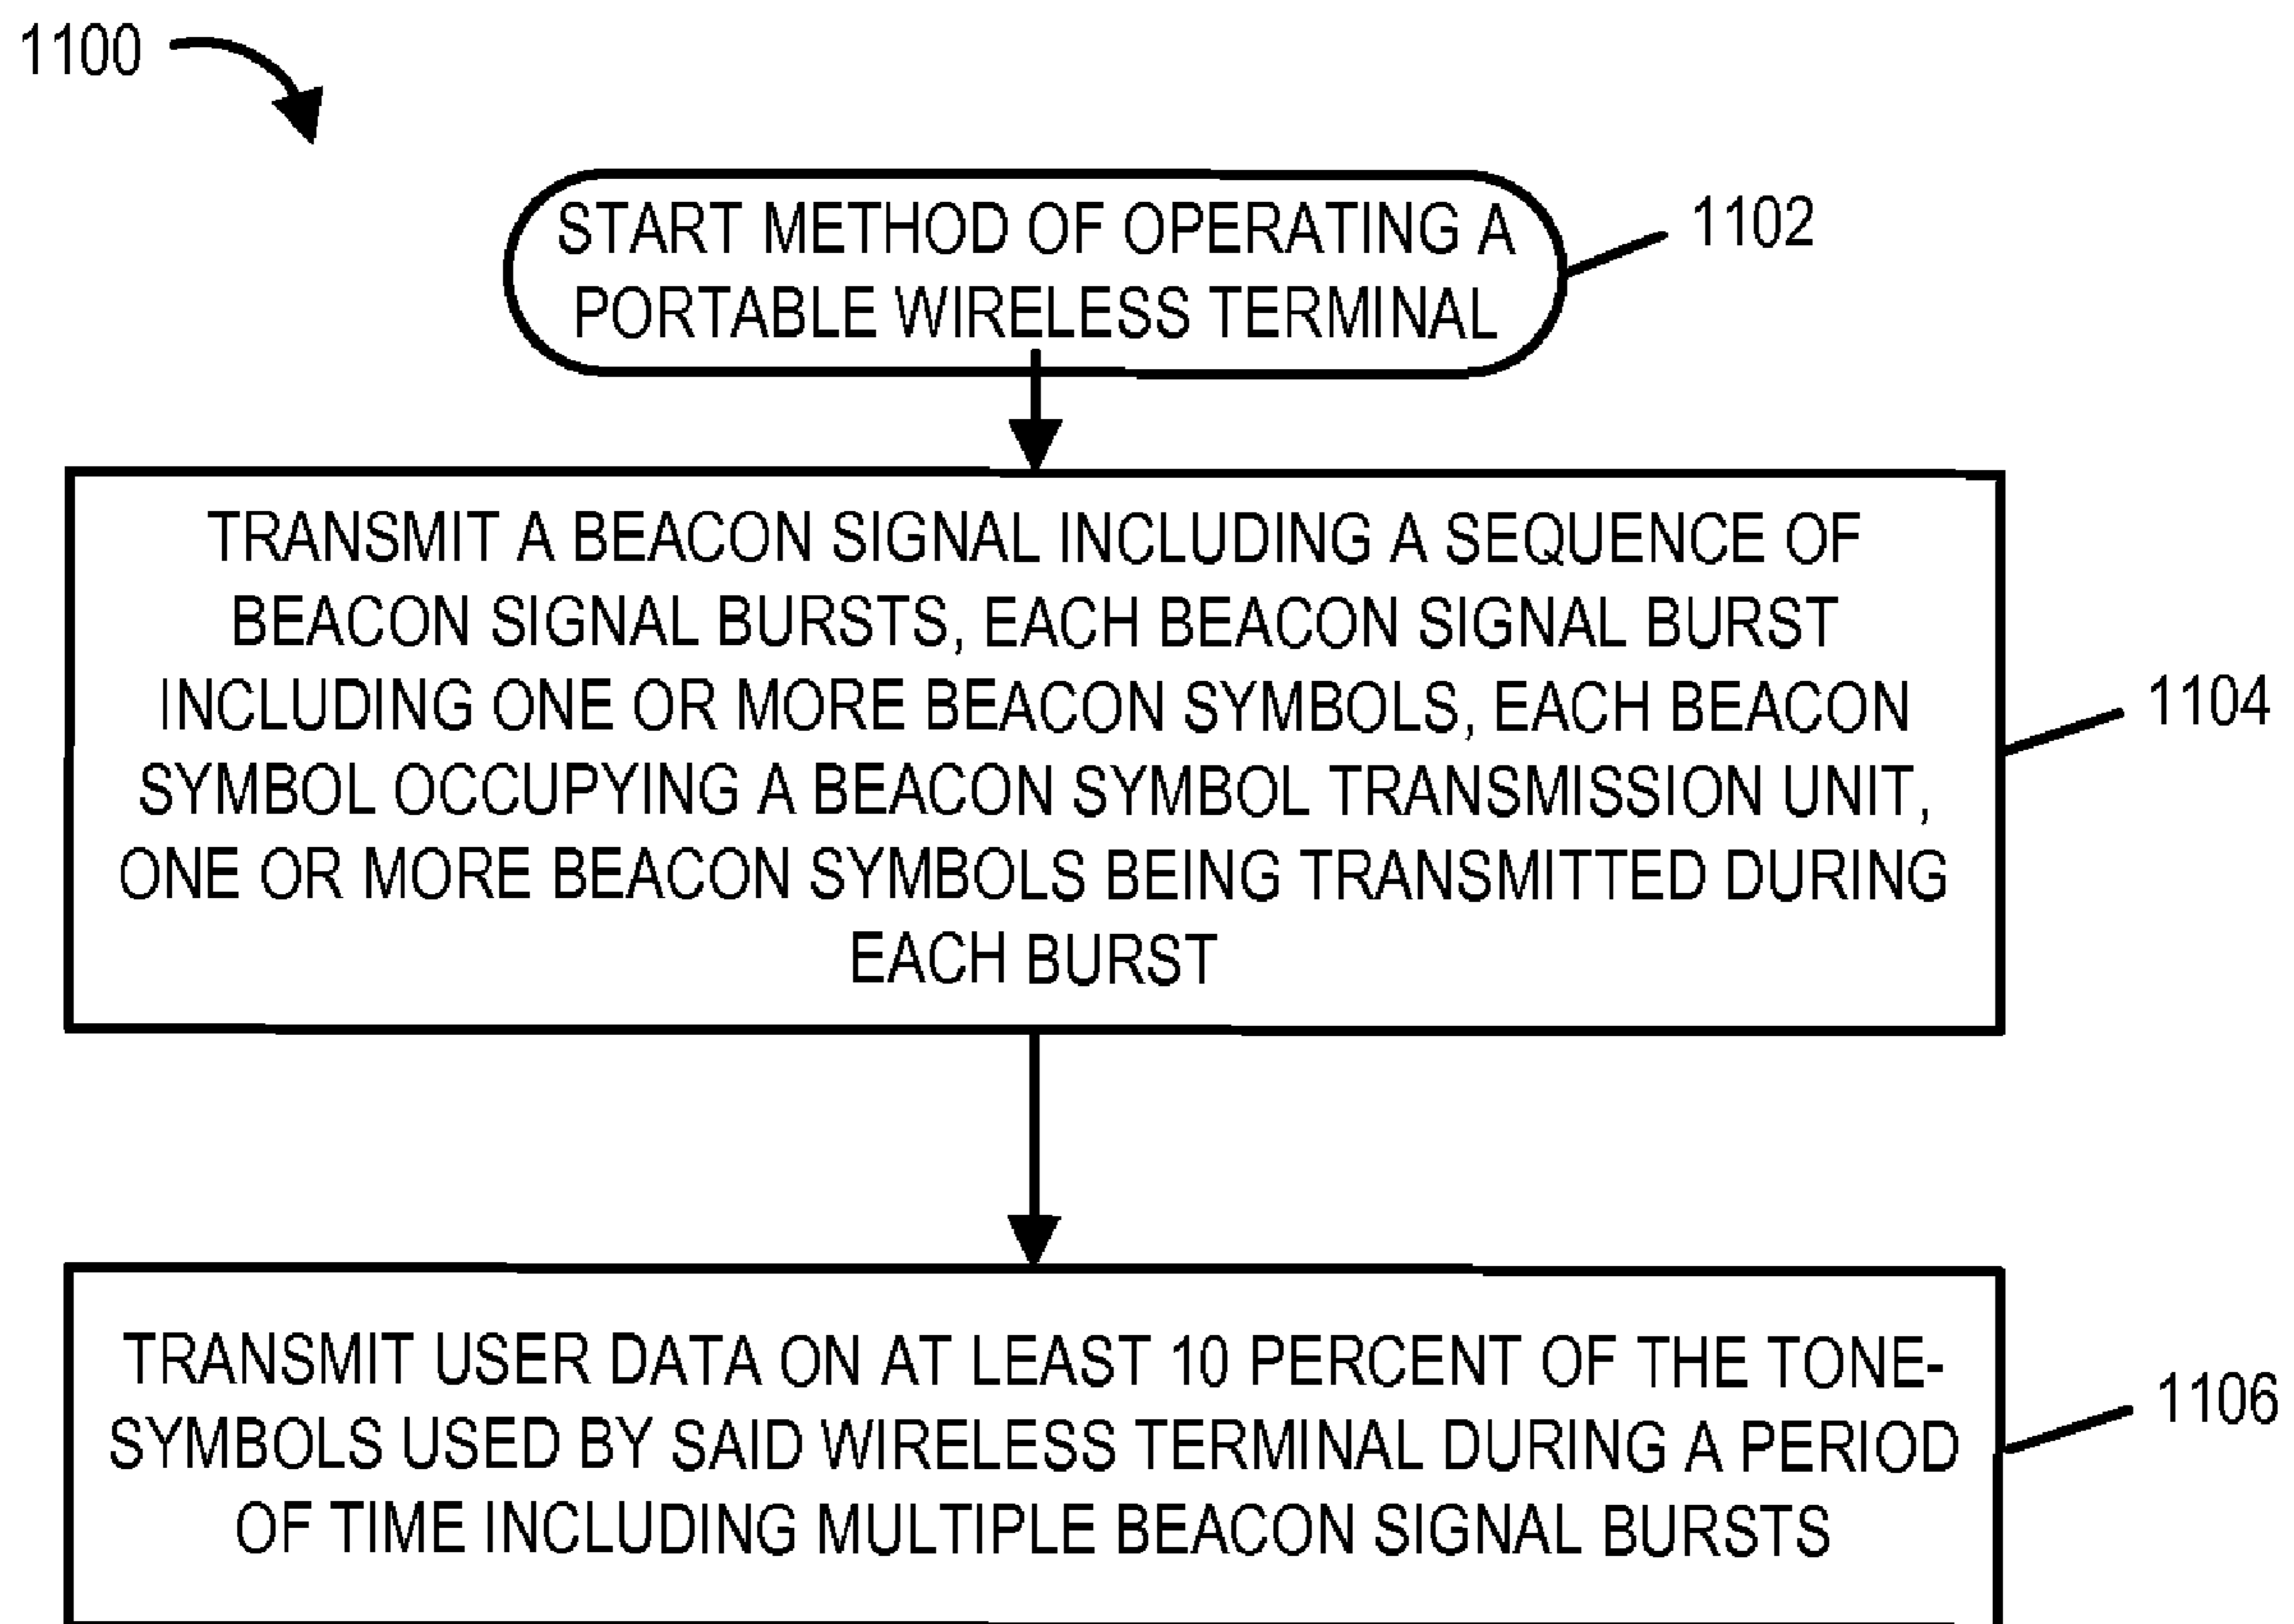 1100
START METHOD OF OPERATING A
PORTABLE WIRELESS TERMINAL
1102
TRANSMIT A BEACON SIGNAL INCLUDING A SEQUENCE OF
BEACON SIGNAL BURSTS, EACH BEACON SIGNAL BURST
INCLUDING ONE OR MORE BEACON SYMBOLS, EACH BEACON
SYMBOL OCCUPYING A BEACON SYMBOL TRANSMISSION UNIT,
ONE OR MORE BEACON SYMBOLS BEING TRANSMITTED DURING
EACH BURST
1104
TRANSMIT USER DATA ON AT LEAST 10 PERCENT OF THE TONE-
SYMBOLS USED BY SAID WIRELESS TERMINAL DURING A PERIOD
OF TIME INCLUDING MULTIPLE BEACON SIGNAL BURSTS
1106